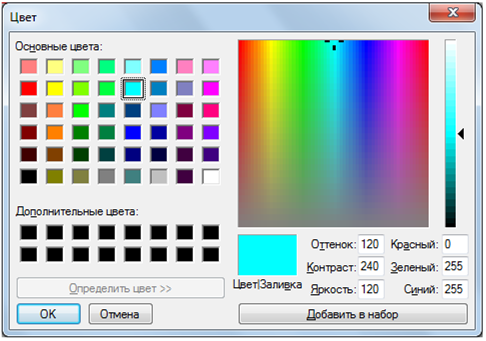 Цвет
Основные цвета:
Дополнительные цвета:
Определить цвет >>
OK
Отмена
Цвет|Заливка
Оттенок: 120
Контраст: 240
Яркость: 120
Красный: 0
Зеленый: 255
Синий: 255
Добавить в набор